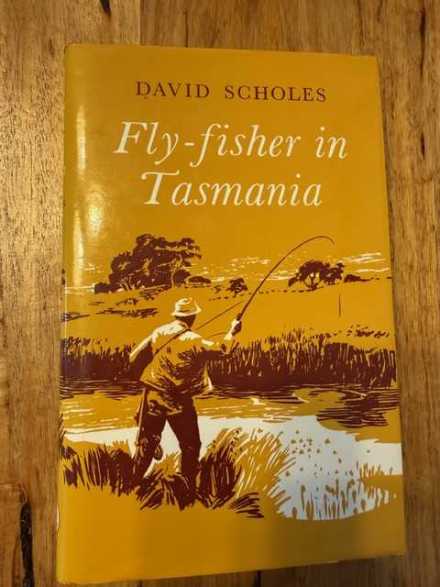 DAVID SCHOLES
Fly-fisher in
Tasmania